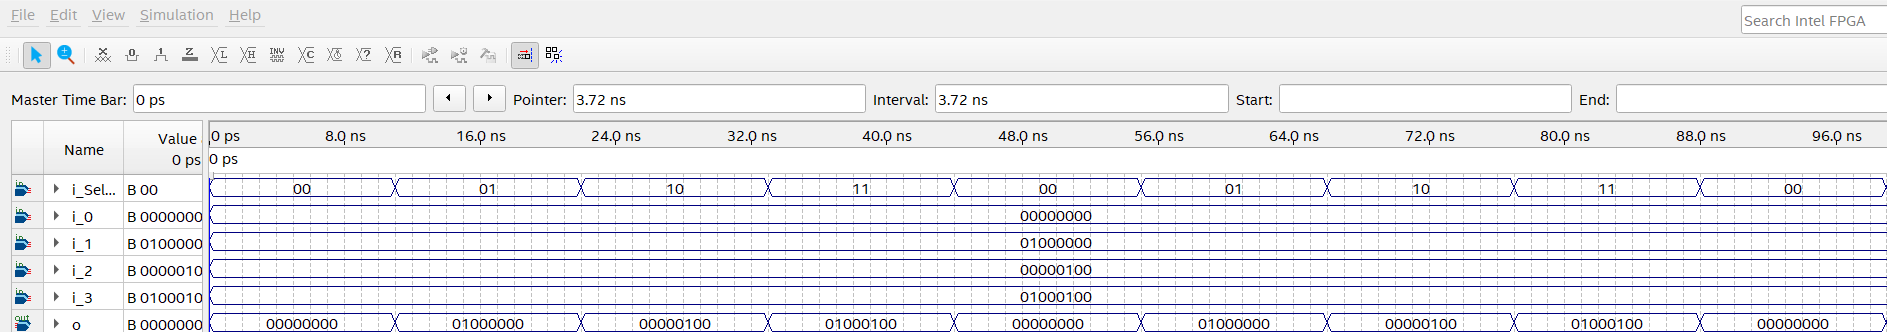 File Edit View Simulation Help
Search Intel FPGA
Master Time Bar: 0 ps Pointer: 3.72 ns Interval: 3.72 ns Start: End:
Name Value 0 ps 0 ps 8.0 ns 16.0 ns 24.0 ns 32.0 ns 40.0 ns 48.0 ns 56.0 ns 64.0 ns 72.0 ns 80.0 ns 88.0 ns 96.0 ns
0 ps
i_Sel... B 00 00 01 10 11 00 01 10 11 00
i_0 B 0000000 00000000
i_1 B 0100000 01000000
i_2 B 0000010 00000100
i_3 B 0100010 01000100
o B 0000000 00000000 01000000 00000100 01000100 00000000 01000000 00000100 01000100 00000000